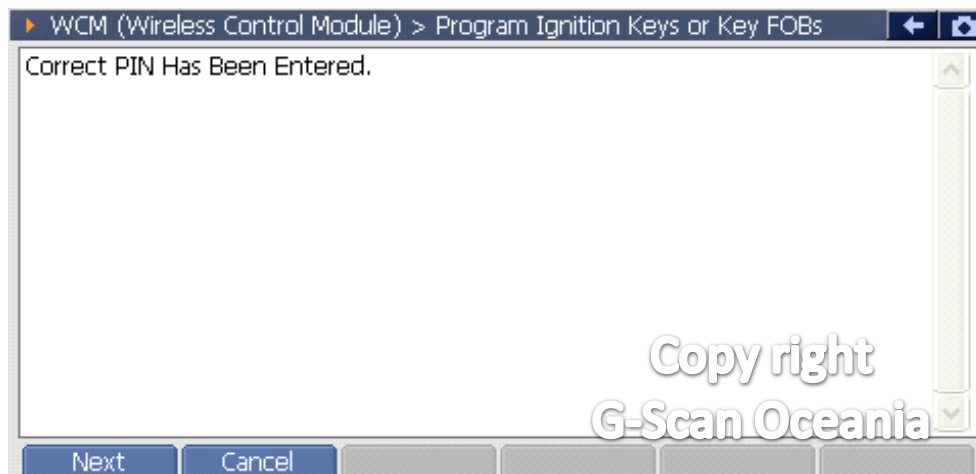 WCM (Wireless Control Module) > Program Ignition Keys or Key FOBs
Correct PIN Has Been Entered.
Copy right
G-Scan Oceania
Next Cancel